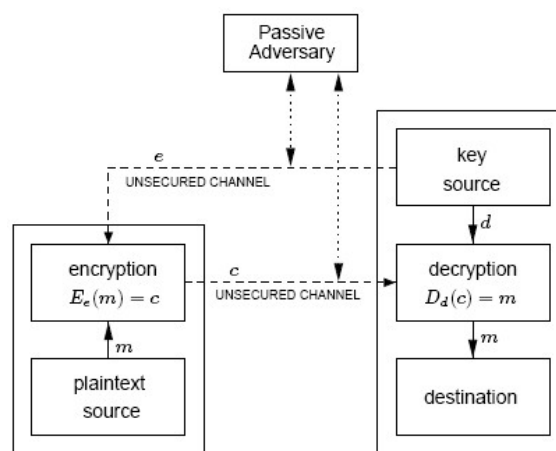 Passive
Adversary
e
UNSECURED CHANNEL
key
source
d
encryption
E_e(m) = c
c
UNSECURED CHANNEL
decryption
D_d(c) = m
m
plaintext
source
m
destination